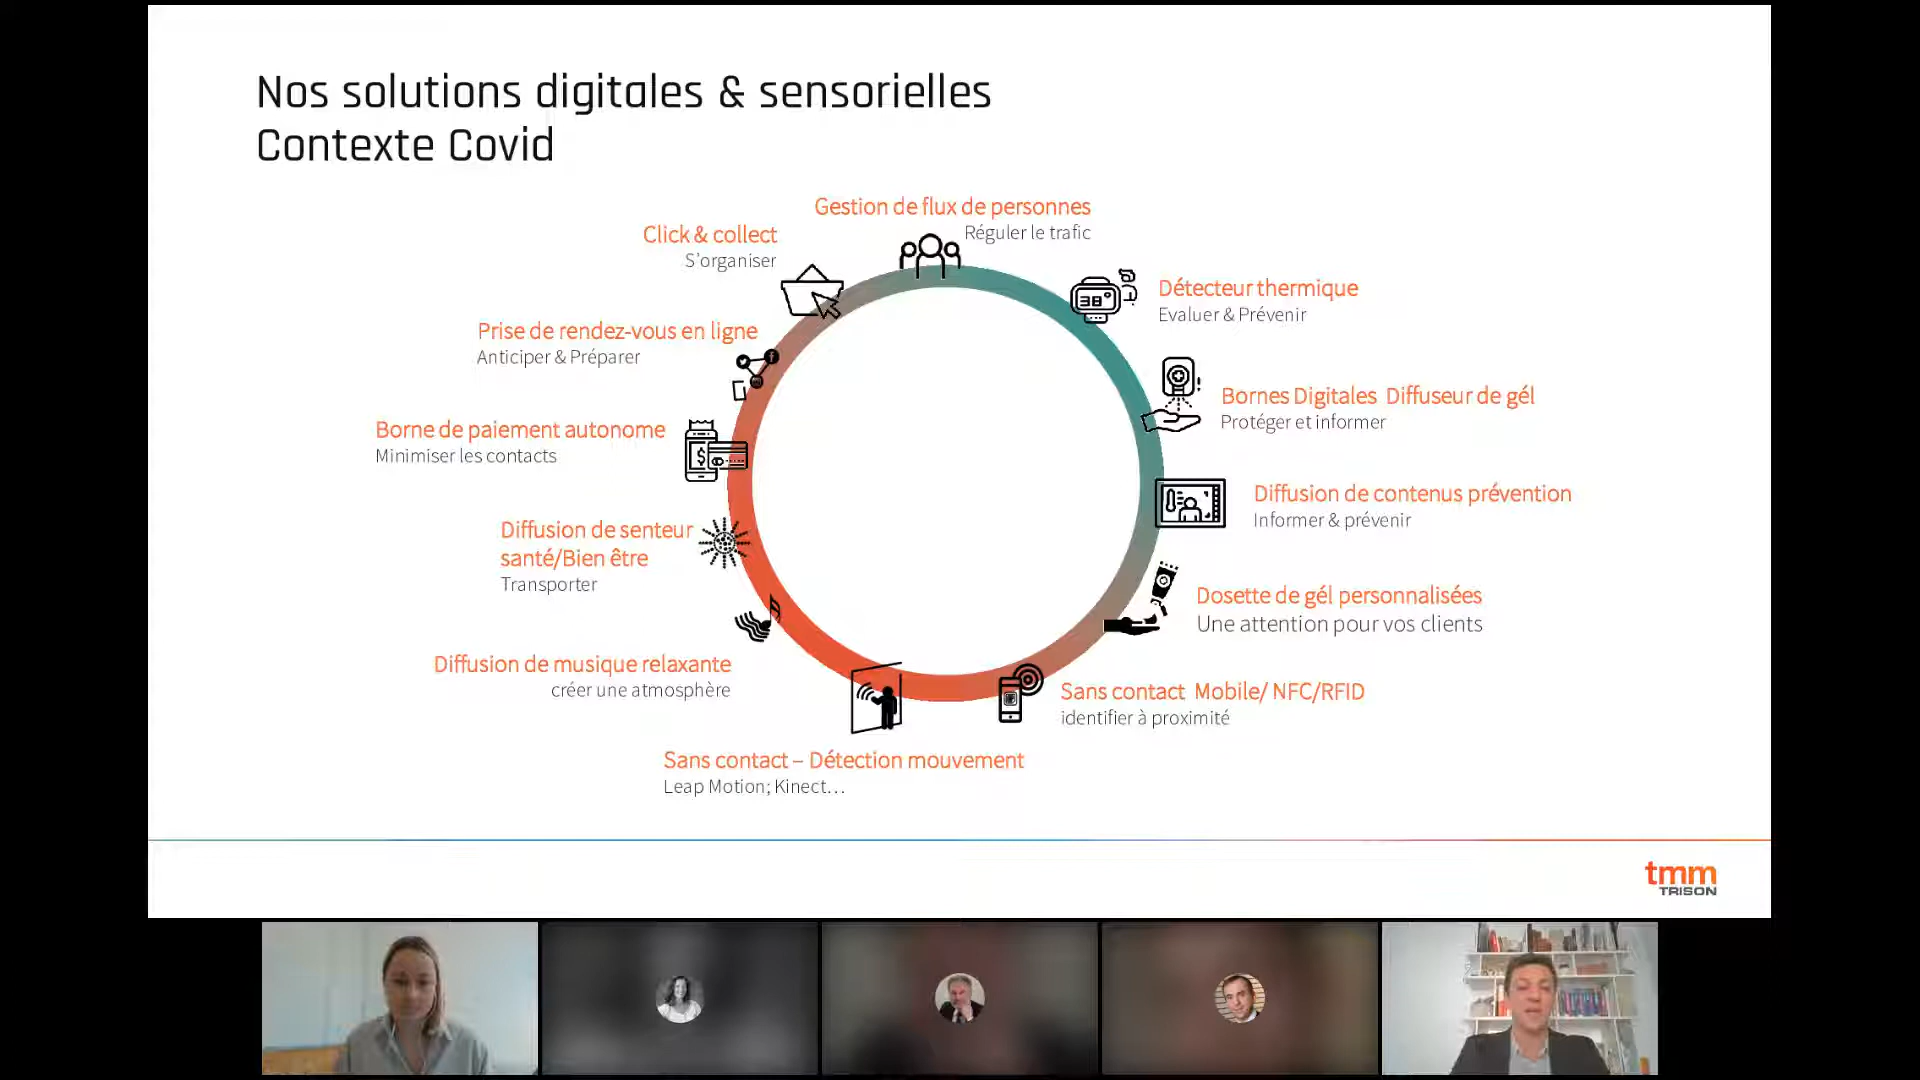 Nos solutions digitales & sensorielles
Contexte Covid
Gestion de flux de personnes
Réguler le trafic
Click & collect
S'organiser
Détecteur thermique
Evaluer & Prévenir
38°
Prise de rendez-vous en ligne
Anticiper & Préparer
Bornes Digitales Diffuseur de gél
Protéger et informer
Borne de paiement autonome
Minimiser les contacts
$
Diffusion de contenus prévention
Informer & prévenir
Diffusion de senteur
santé/Bien être
Transporter
Dosette de gél personnalisées
Une attention pour vos clients
Diffusion de musique relaxante
créer une atmosphère
Sans contact Mobile/ NFC/RFID
identifier à proximité
Sans contact – Détection mouvement
Leap Motion; Kinect...
tmm
TRISON